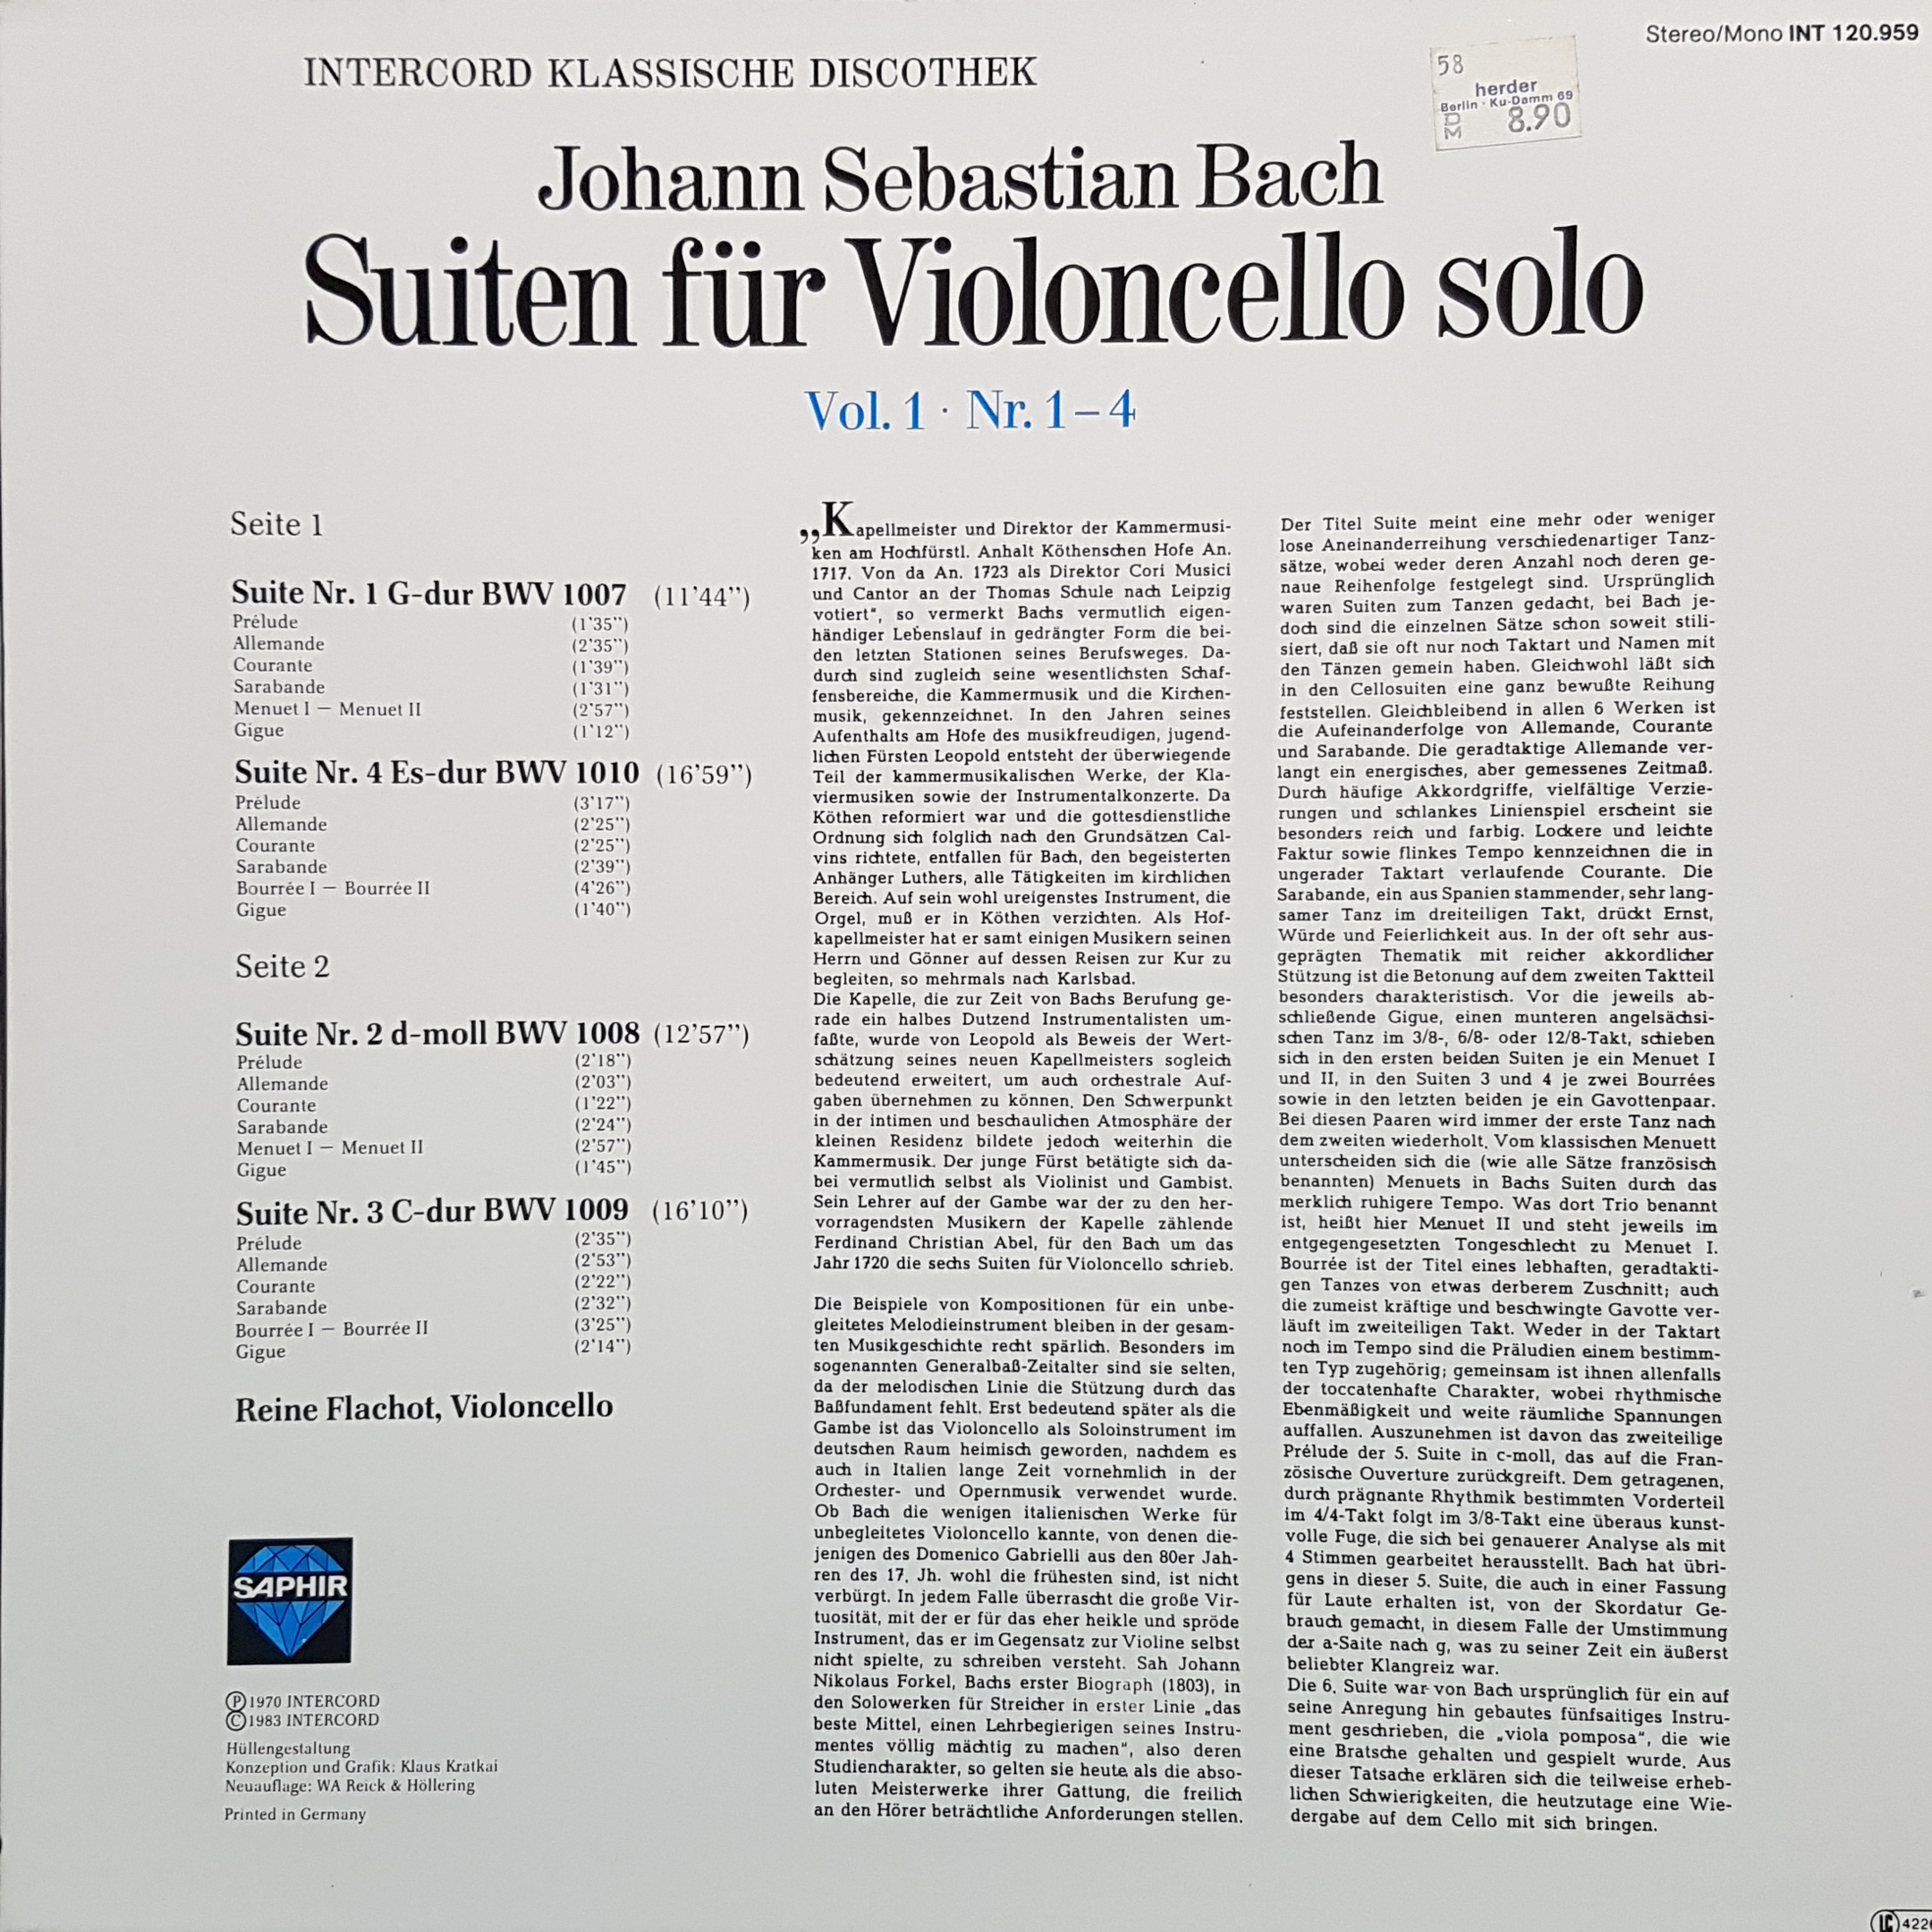 Stereo/Mono INT 120.959
INTERCORD KLASSISCHE DISCOTHEK
58
herder
Berlin · Ku-Damm 69
DM 8.90
Johann Sebastian Bach
Suiten für Violoncello solo
Vol. 1 · Nr. 1 – 4
Seite 1
Suite Nr. 1 G-dur BWV 1007 (11'44")
Prélude (1'35")
Allemande (2'35")
Courante (1'39")
Sarabande (1'31")
Menuet I — Menuet II (2'57")
Gigue (1'12")
Suite Nr. 4 Es-dur BWV 1010 (16'59")
Prélude (3'17")
Allemande (2'25")
Courante (2'25")
Sarabande (2'39")
Bourrée I — Bourrée II (4'26")
Gigue (1'40")
Seite 2
Suite Nr. 2 d-moll BWV 1008 (12'57")
Prélude (2'18")
Allemande (2'03")
Courante (1'22")
Sarabande (2'24")
Menuet I — Menuet II (2'57")
Gigue (1'45")
Suite Nr. 3 C-dur BWV 1009 (16'10")
Prélude (2'35")
Allemande (2'53")
Courante (2'22")
Sarabande (2'32")
Bourrée I — Bourrée II (3'25")
Gigue (2'14")
Reine Flachot, Violoncello
SAPHIR
Ⓟ 1970 INTERCORD
© 1983 INTERCORD
Hüllengestaltung
Konzeption und Grafik: Klaus Kratkai
Neuauflage: WA Reick & Höllering
Printed in Germany
„Kapellmeister und Direktor der Kammermusi-
ken am Hochfürstl. Anhalt Köthenschen Hofe An.
1717. Von da An. 1723 als Direktor Cori Musici
und Cantor an der Thomas Schule nach Leipzig
votiert“, so vermerkt Bachs vermutlich eigen-
händiger Lebenslauf in gedrängter Form die bei-
den letzten Stationen seines Berufsweges. Da-
durch sind zugleich seine wesentlichsten Schaf-
fensbereiche, die Kammermusik und die Kirchen-
musik, gekennzeichnet. In den Jahren seines
Aufenthalts am Hofe des musikfreudigen, jugend-
lichen Fürsten Leopold entsteht der überwiegende
Teil der kammermusikalischen Werke, der Kla-
viermusiken sowie der Instrumentalkonzerte. Da
Köthen reformiert war und die gottesdienstliche
Ordnung sich folglich nach den Grundsätzen Cal-
vins richtete, entfallen für Bach, den begeisterten
Anhänger Luthers, alle Tätigkeiten im kirchlichen
Bereich. Auf sein wohl ureigenstes Instrument, die
Orgel, muß er in Köthen verzichten. Als Hof-
kapellmeister hat er samt einigen Musikern seinen
Herrn und Gönner auf dessen Reisen zur Kur zu
begleiten, so mehrmals nach Karlsbad.
Die Kapelle, die zur Zeit von Bachs Berufung ge-
rade ein halbes Dutzend Instrumentalisten um-
faßte, wurde von Leopold als Beweis der Wert-
schätzung seines neuen Kapellmeisters sogleich
bedeutend erweitert, um auch orchestrale Auf-
gaben übernehmen zu können. Den Schwerpunkt
in der intimen und beschaulichen Atmosphäre der
kleinen Residenz bildete jedoch weiterhin die
Kammermusik. Der junge Fürst betätigte sich da-
bei vermutlich selbst als Violinist und Gambist.
Sein Lehrer auf der Gambe war der zu den her-
vorragendsten Musikern der Kapelle zählende
Ferdinand Christian Abel, für den Bach um das
Jahr 1720 die sechs Suiten für Violoncello schrieb.
Die Beispiele von Kompositionen für ein unbe-
gleitetes Melodieinstrument bleiben in der gesam-
ten Musikgeschichte recht spärlich. Besonders im
sogenannten Generalbaß-Zeitalter sind sie selten,
da der melodischen Linie die Stützung durch das
Baßfundament fehlt. Erst bedeutend später als die
Gambe ist das Violoncello als Soloinstrument im
deutschen Raum heimisch geworden, nachdem es
auch in Italien lange Zeit vornehmlich in der
Orchester- und Opernmusik verwendet wurde.
Ob Bach die wenigen italienischen Werke für
unbegleitetes Violoncello kannte, von denen die-
jenigen des Domenico Gabrielli aus den 80er Jah-
ren des 17. Jh. wohl die frühesten sind, ist nicht
verbürgt. In jedem Falle überrascht die große Vir-
tuosität, mit der er für das eher heikle und spröde
Instrument, das er im Gegensatz zur Violine selbst
nicht spielte, zu schreiben versteht. Sah Johann
Nikolaus Forkel, Bachs erster Biograph (1803), in
den Solowerken für Streicher in erster Linie „das
beste Mittel, einen Lehrbegierigen seines Instru-
mentes völlig mächtig zu machen“, also deren
Studiencharakter, so gelten sie heute als die abso-
luten Meisterwerke ihrer Gattung, die freilich
an den Hörer beträchtliche Anforderungen stellen.
Der Titel Suite meint eine mehr oder weniger
lose Aneinanderreihung verschiedenartiger Tanz-
sätze, wobei weder deren Anzahl noch deren ge-
naue Reihenfolge festgelegt sind. Ursprünglich
waren Suiten zum Tanzen gedacht, bei Bach je-
doch sind die einzelnen Sätze schon soweit stili-
siert, daß sie oft nur noch Taktart und Namen mit
den Tänzen gemein haben. Gleichwohl läßt sich
in den Cellosuiten eine ganz bewußte Reihung
feststellen. Gleichbleibend in allen 6 Werken ist
die Aufeinanderfolge von Allemande, Courante
und Sarabande. Die geradtaktige Allemande ver-
langt ein energisches, aber gemessenes Zeitmaß.
Durch häufige Akkordgriffe, vielfältige Verzie-
rungen und schlankes Linienspiel erscheint sie
besonders reich und farbig. Lockere und leichte
Faktur sowie flinkes Tempo kennzeichnen die in
ungerader Taktart verlaufende Courante. Die
Sarabande, ein aus Spanien stammender, sehr lang-
samer Tanz im dreiteiligen Takt, drückt Ernst,
Würde und Feierlichkeit aus. In der oft sehr aus-
geprägten Thematik mit reicher akkordlicher
Stützung ist die Betonung auf dem zweiten Taktteil
besonders charakteristisch. Vor die jeweils ab-
schließende Gigue, einen munteren angelsächsi-
schen Tanz im 3/8-, 6/8- oder 12/8-Takt, schieben
sich in den ersten beiden Suiten je ein Menuet I
und II, in den Suiten 3 und 4 je zwei Bourrées
sowie in den letzten beiden je ein Gavottenpaar.
Bei diesen Paaren wird immer der erste Tanz nach
dem zweiten wiederholt. Vom klassischen Menuett
unterscheiden sich die (wie alle Sätze französisch
benannten) Menuets in Bachs Suiten durch das
merklich ruhigere Tempo. Was dort Trio benannt
ist, heißt hier Menuet II und steht jeweils im
entgegengesetzten Tongeschlecht zu Menuet I.
Bourrée ist der Titel eines lebhaften, geradtakti-
gen Tanzes von etwas derberem Zuschnitt; auch
die zumeist kräftige und beschwingte Gavotte ver-
läuft im zweiteiligen Takt. Weder in der Taktart
noch im Tempo sind die Präludien einem bestimm-
ten Typ zugehörig; gemeinsam ist ihnen allenfalls
der toccatenhafte Charakter, wobei rhythmische
Ebenmäßigkeit und weite räumliche Spannungen
auffallen. Auszunehmen ist davon das zweiteilige
Prélude der 5. Suite in c-moll, das auf die Fran-
zösische Ouverture zurückgreift. Dem getragenen,
durch prägnante Rhythmik bestimmten Vorderteil
im 4/4-Takt folgt im 3/8-Takt eine überaus kunst-
volle Fuge, die sich bei genauerer Analyse als mit
4 Stimmen gearbeitet herausstellt. Bach hat übri-
gens in dieser 5. Suite, die auch in einer Fassung
für Laute erhalten ist, von der Skordatur Ge-
brauch gemacht, in diesem Falle der Umstimmung
der a-Saite nach g, was zu seiner Zeit ein äußerst
beliebter Klangreiz war.
Die 6. Suite war von Bach ursprünglich für ein auf
seine Anregung hin gebautes fünfsaitiges Instru-
ment geschrieben, die „viola pomposa“, die wie
eine Bratsche gehalten und gespielt wurde. Aus
dieser Tatsache erklären sich die teilweise erheb-
lichen Schwierigkeiten, die heutzutage eine Wie-
dergabe auf dem Cello mit sich bringen.
LC